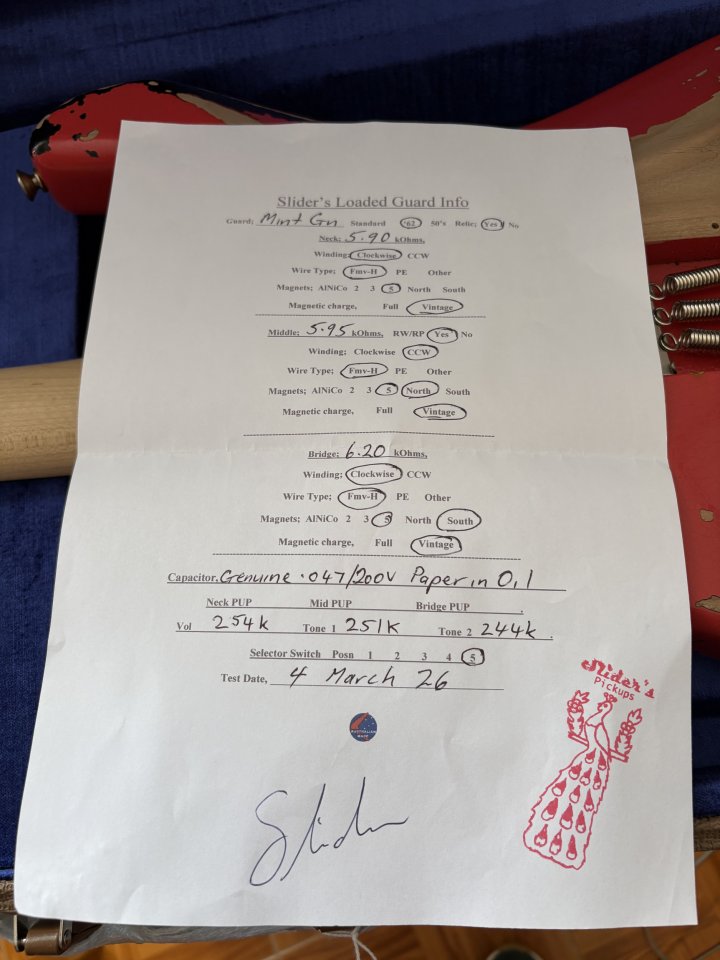 Slider's Loaded Guard Info
Guard; Mint Gn Standard '62 50's Relic; Yes No
Neck; 5.90 kOhms,
Winding; Clockwise CCW
Wire Type; Fmv-H PE Other
Magnets; AlNiCo 2 3 5 North South
Magnetic charge, Full Vintage
Middle; 5.95 kOhms, RW/RP Yes No
Winding; Clockwise CCW
Wire Type; Fmv-H PE Other
Magnets; AlNiCo 2 3 5 North South
Magnetic charge, Full Vintage
Bridge; 6.20 kOhms,
Winding; Clockwise CCW
Wire Type; Fmv-H PE Other
Magnets; AlNiCo 2 3 5 North South
Magnetic charge, Full Vintage
Capacitor, Genuine .047/200V Paper in Oil
Neck PUP Mid PUP Bridge PUP .
Vol 254k Tone 1 251K Tone 2 244k .
Selector Switch Posn 1 2 3 4 5
Test Date, 4 March 26
Slider's
Pickups
AUSTRALIAN
MADE
Slider